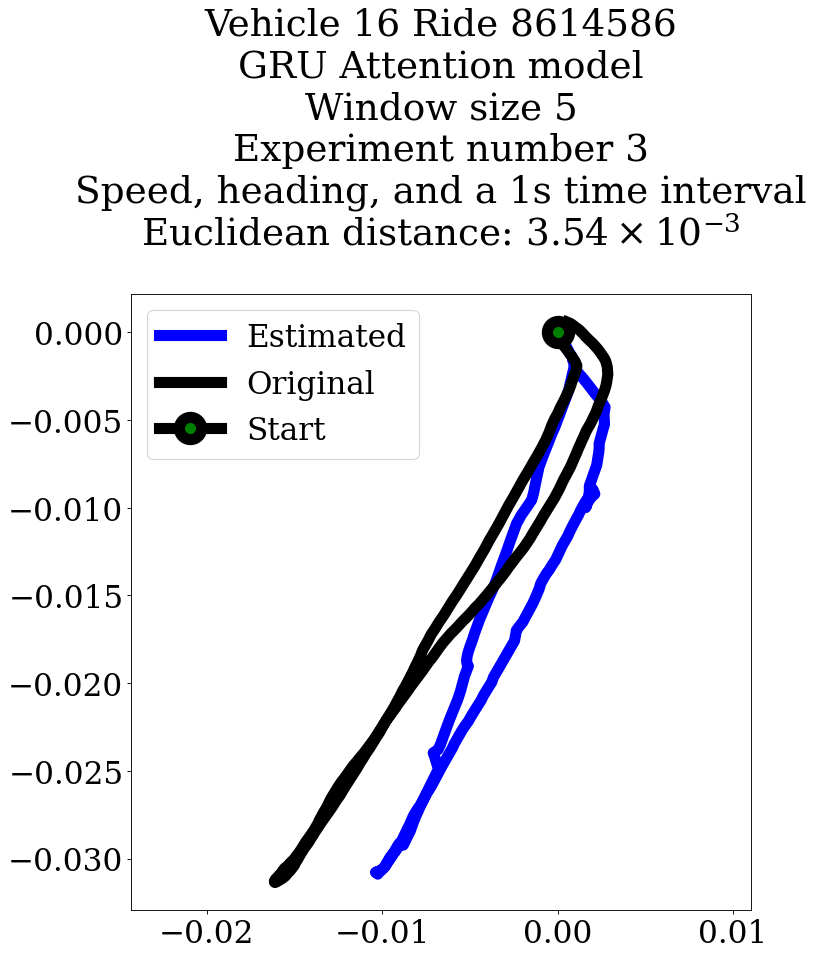 Vehicle 16 Ride 8614586
GRU Attention model
Window size 5
Experiment number 3
Speed, heading, and a 1s time interval
Euclidean distance: 3.54 × 10⁻³
Estimated
Original
Start
0.000
−0.005
−0.010
−0.015
−0.020
−0.025
−0.030
−0.02
−0.01
0.00
0.01